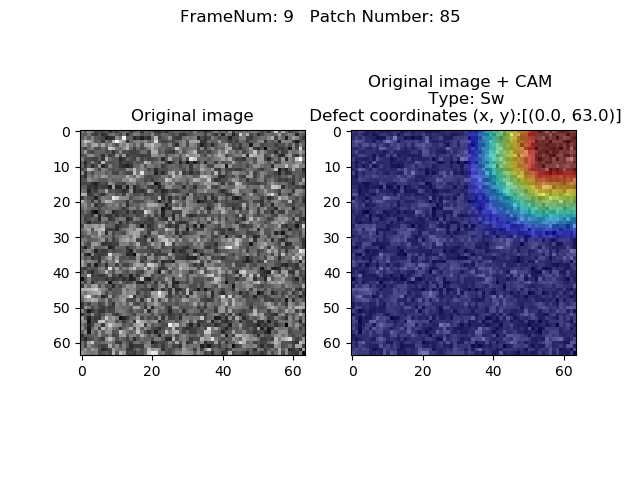 FrameNum: 9   Patch Number: 85
Original image
Original image + CAM
Type: Sw
Defect coordinates (x, y):[(0.0, 63.0)]
0
10
20
30
40
50
60
0 20 40 60
0
10
20
30
40
50
60
0 20 40 60